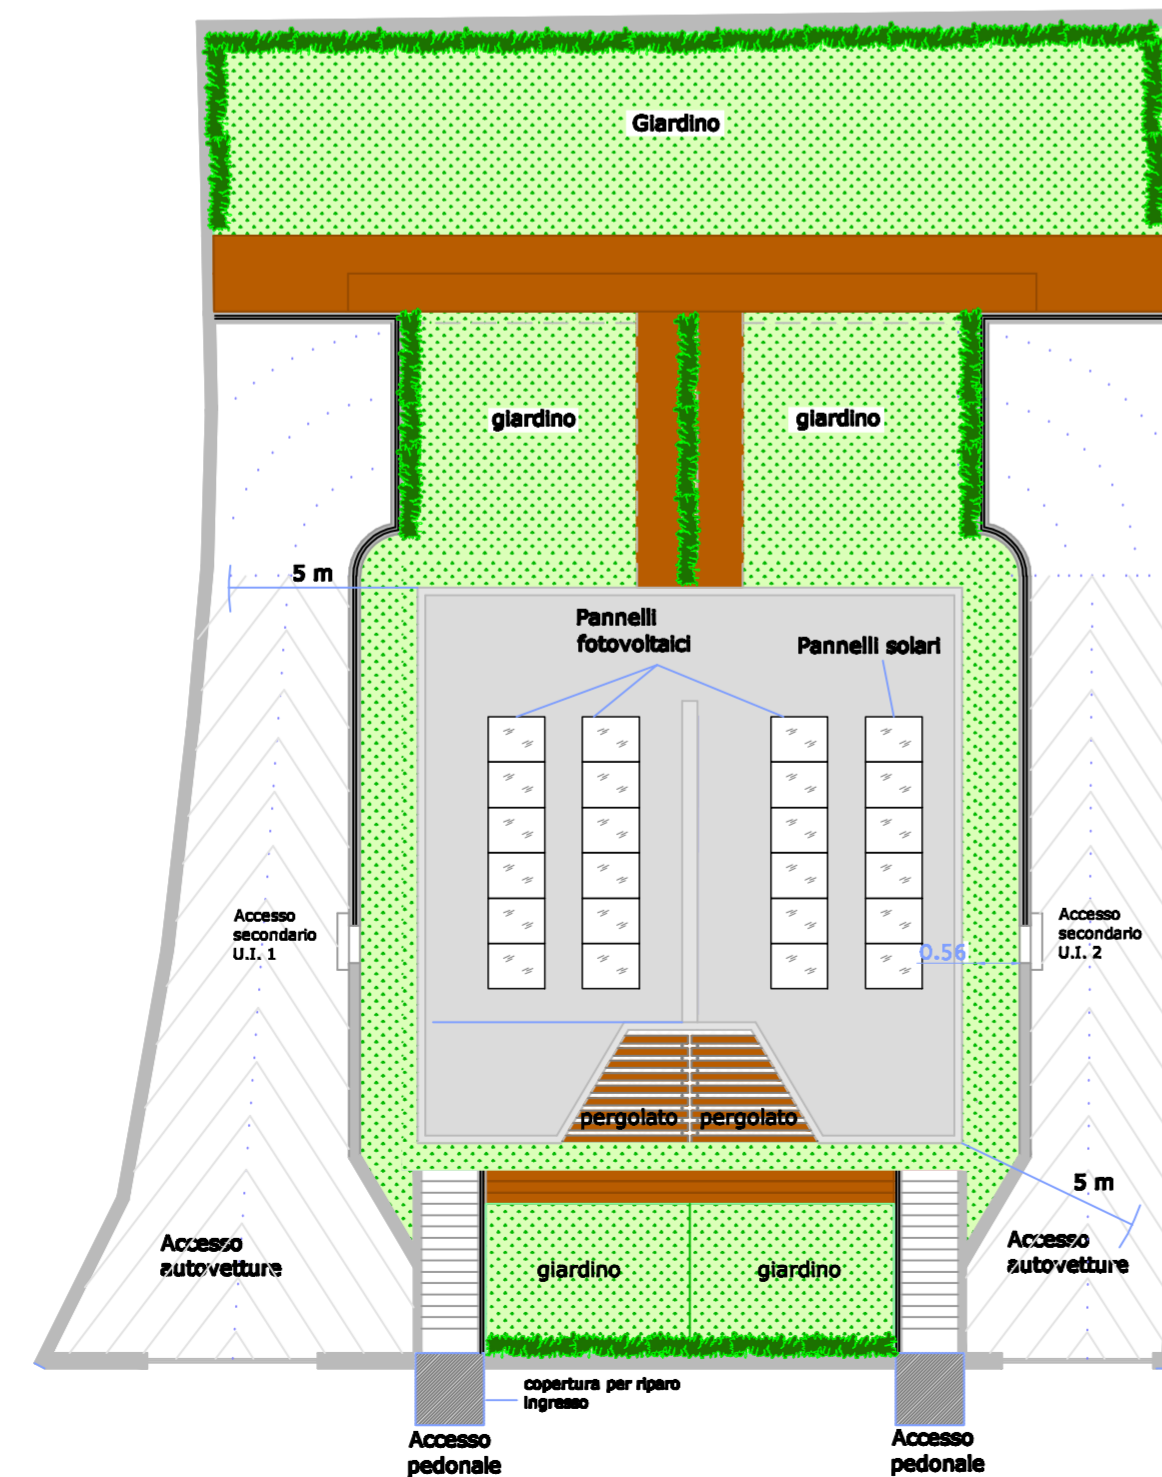 Giardino
giardino
giardino
5 m
Pannelli
fotovoltaici
Pannelli solari
Accesso
secondario
U.I. 1
Accesso
secondario
U.I. 2
0.56
pergolato
pergolato
5 m
Accesso
autovetture
Accesso
autovetture
giardino
giardino
copertura per riparo
ingresso
Accesso
pedonale
Accesso
pedonale